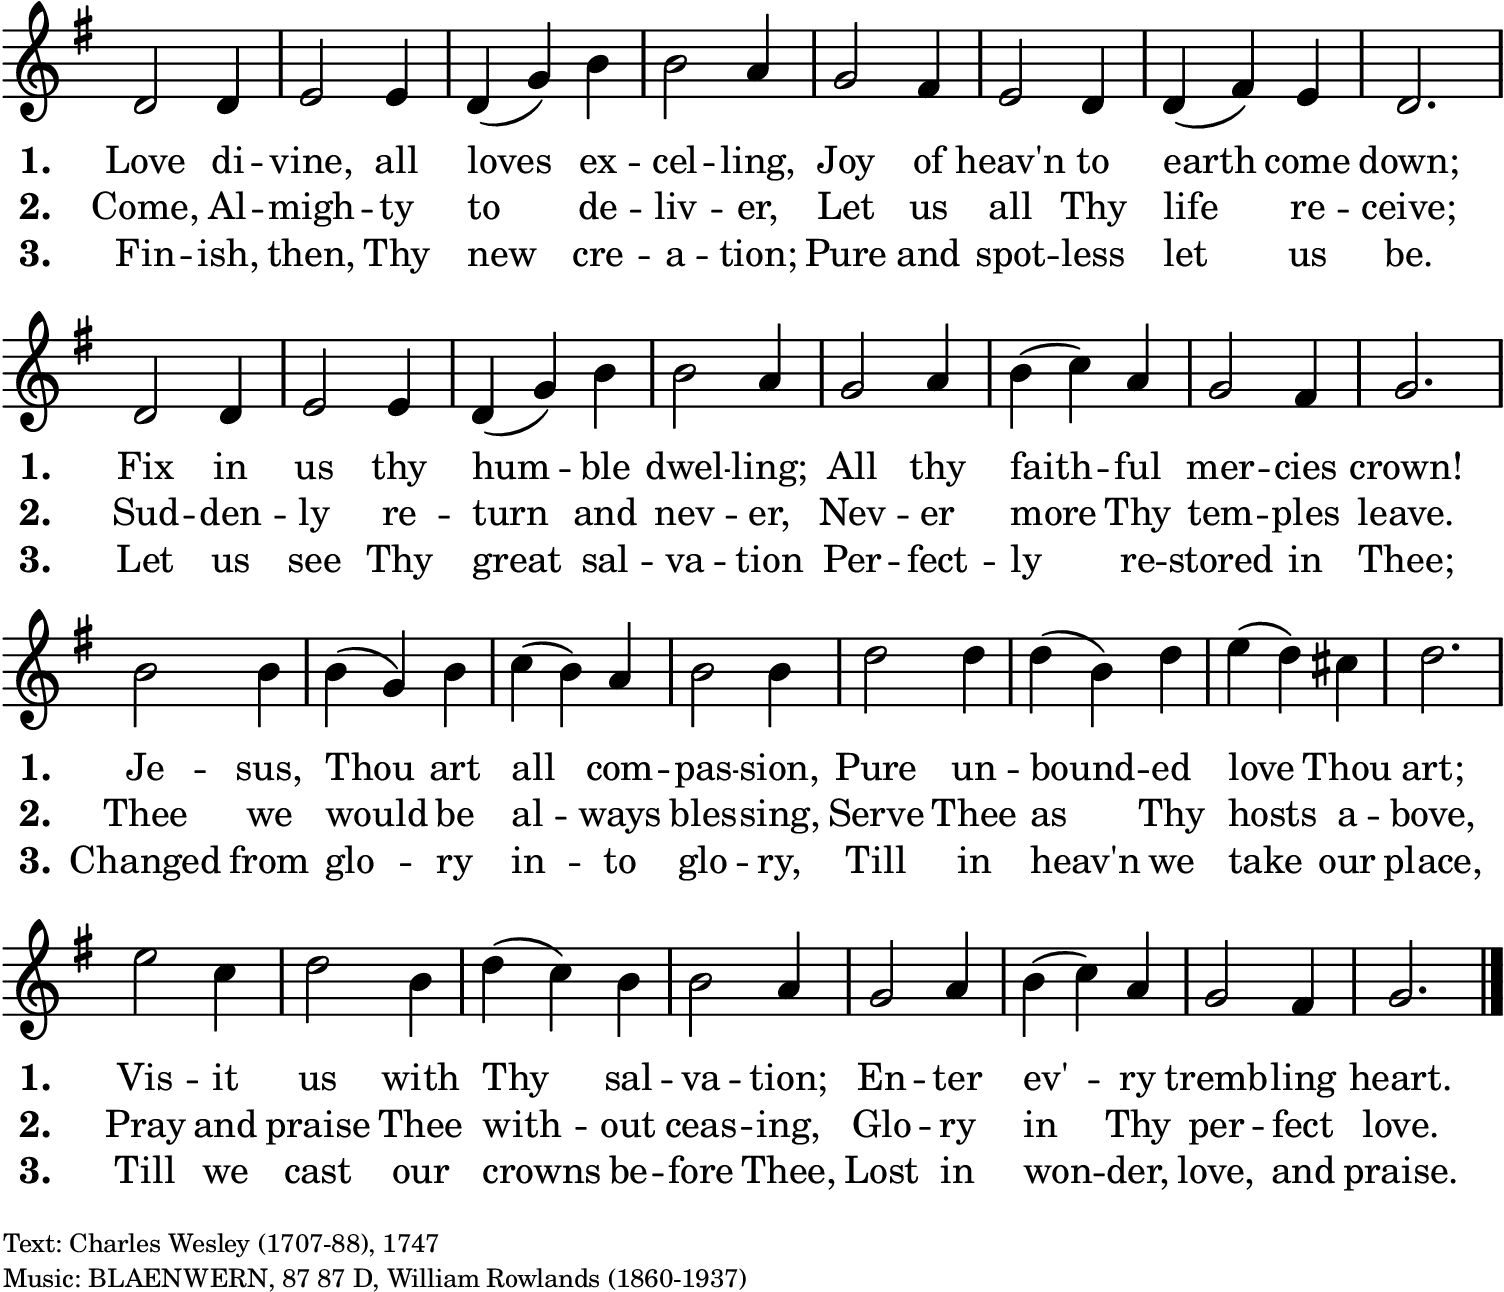 1. Love di -- vine, all loves ex -- cel -- ling, Joy of heav'n to earth come down;
2. Come, Al -- migh -- ty to de -- liv -- er, Let us all Thy life re -- ceive;
3. Fin -- ish, then, Thy new cre -- a -- tion; Pure and spot -- less let us be.
1. Fix in us thy hum -- ble dwel -- ling; All thy faith -- ful mer -- cies crown!
2. Sud -- den -- ly re -- turn and nev -- er, Nev -- er more Thy tem -- ples leave.
3. Let us see Thy great sal -- va -- tion Per -- fect -- ly re -- stored in Thee;
1. Je -- sus, Thou art all com -- pas -- sion, Pure un -- bound -- ed love Thou art;
2. Thee we would be al -- ways blessing, Serve Thee as Thy hosts a -- bove,
3. Changed from glo -- ry in -- to glo -- ry, Till in heav'n we take our place,
1. Vis -- it us with Thy sal -- va -- tion; En -- ter ev' -- ry trembling heart.
2. Pray and praise Thee with -- out ceas -- ing, Glo -- ry in Thy per -- fect love.
3. Till we cast our crowns be -- fore Thee, Lost in won -- der, love, and praise.
Text: Charles Wesley (1707-88), 1747
Music: BLAENWERN, 87 87 D, William Rowlands (1860-1937)